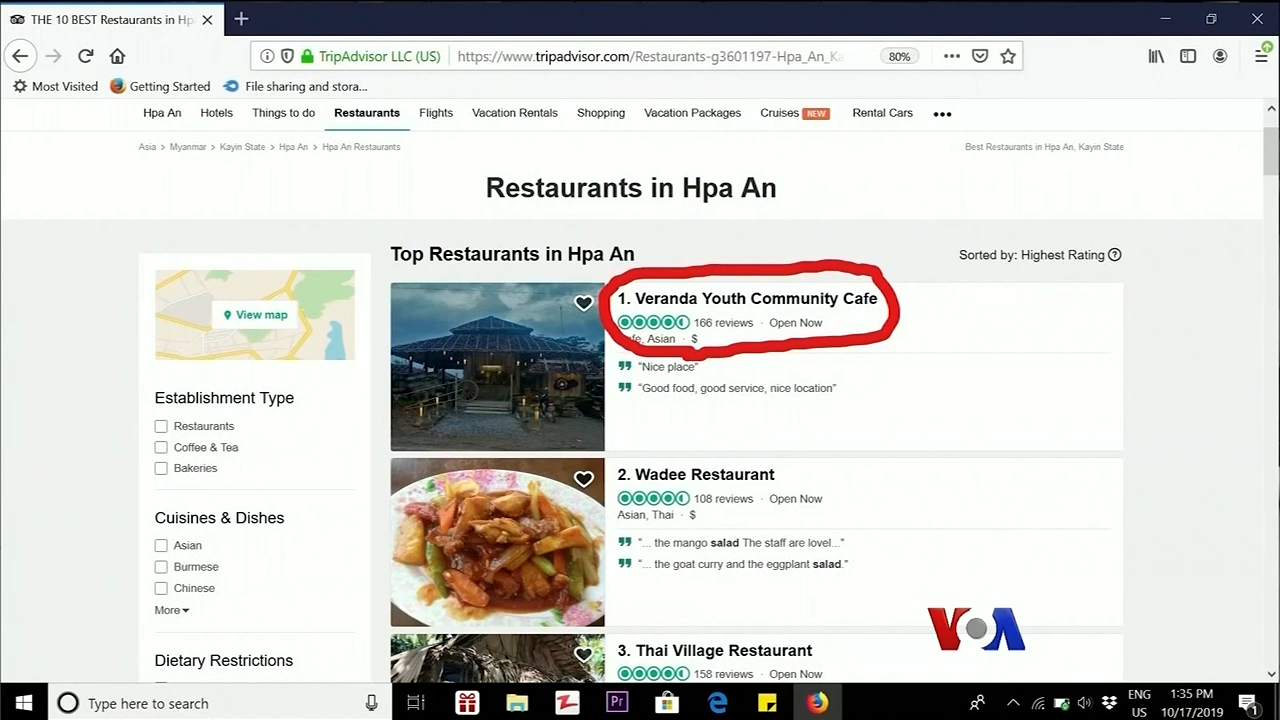 THE 10 BEST Restaurants in Hp
TripAdvisor LLC (US)
https://www.tripadvisor.com/Restaurants-g3601197-Hpa_An_Ka
80%
Most Visited
Getting Started
File sharing and stora...
Hpa An
Hotels
Things to do
Restaurants
Flights
Vacation Rentals
Shopping
Vacation Packages
Cruises NEW
Rental Cars
Asia > Myanmar > Kayin State > Hpa An > Hpa An Restaurants
Best Restaurants in Hpa An, Kayin State
Restaurants in Hpa An
Top Restaurants in Hpa An
Sorted by: Highest Rating
View map
Establishment Type
Restaurants
Coffee & Tea
Bakeries
Cuisines & Dishes
Asian
Burmese
Chinese
More
Dietary Restrictions
1. Veranda Youth Community Cafe
166 reviews · Open Now
Asian · $
"Nice place"
"Good food, good service, nice location"
2. Wadee Restaurant
108 reviews · Open Now
Asian, Thai · $
"... the mango salad The staff are lovel..."
"... the goat curry and the eggplant salad."
3. Thai Village Restaurant
158 reviews · Open Now
VOA
Type here to search
Pr
ENG
US
1:35 PM
10/17/2019
1